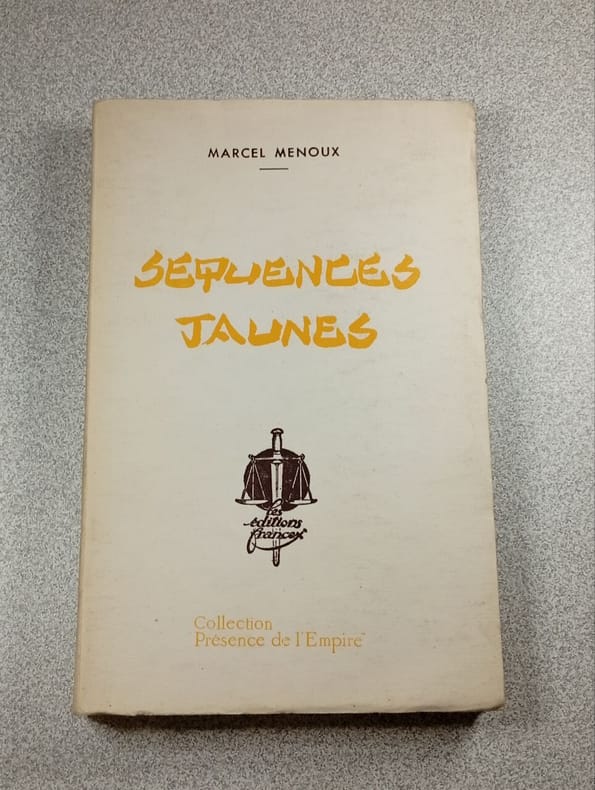 MARCEL MENOUX
SEQUENCES
JAUNES
les
éditions
francex
Collection
Présence de l'Empire"